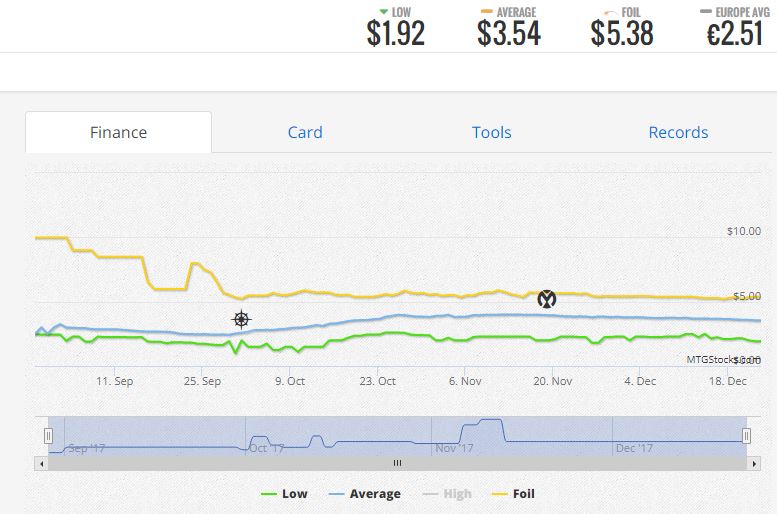 LOW AVERAGE FOIL EUROPE AVG
$1.92 $3.54 $5.38 €2.51
Finance Card Tools Records
$10.00
$5.00
MTGStocks.com
$0.00
11. Sep 25. Sep 9. Oct 23. Oct 6. Nov 20. Nov 4. Dec 18. Dec
Sep '17 Oct '17 Nov '17 Dec '17
Low Average High Foil